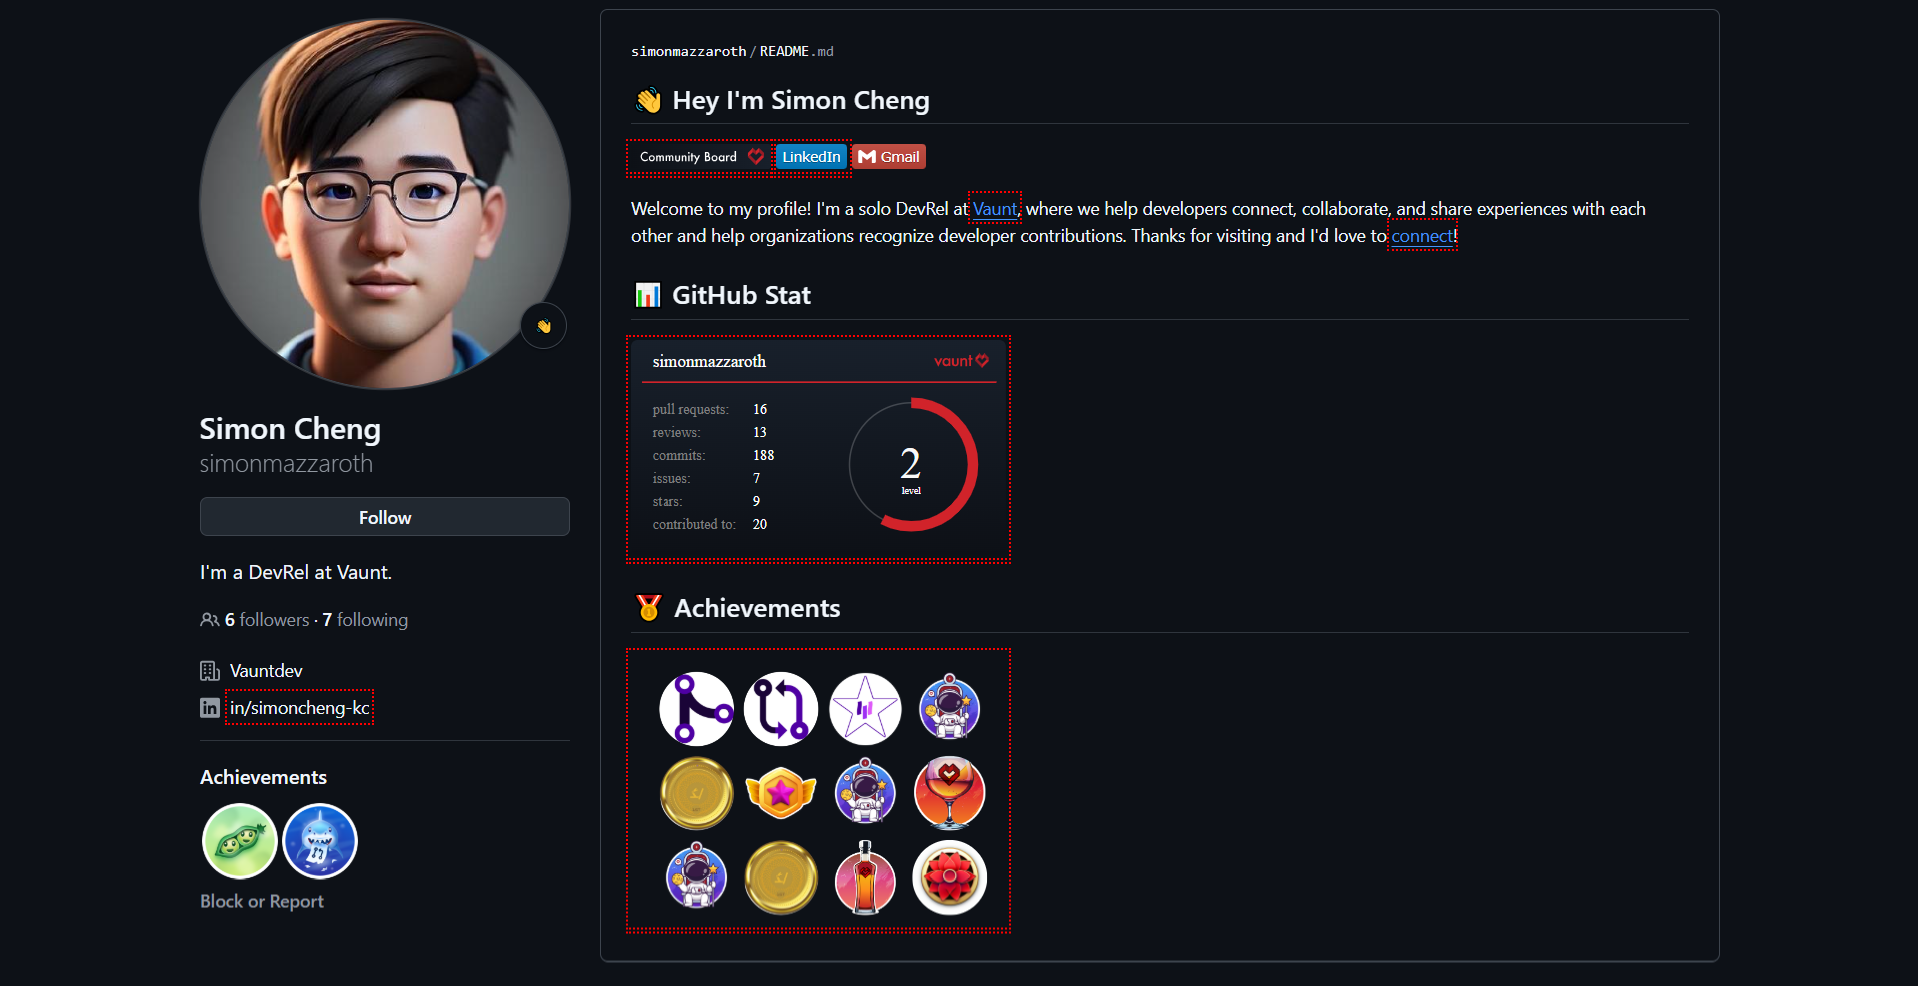 Simon Cheng
simonmazzaroth
Follow
I'm a DevRel at Vaunt.
6 followers · 7 following
Vauntdev
in/simoncheng-kc
Achievements
Block or Report
simonmazzaroth/README.md
👋 Hey I'm Simon Cheng
Community Board LinkedIn Gmail
Welcome to my profile! I'm a solo DevRel at Vaunt, where we help developers connect, collaborate, and share experiences with each
other and help organizations recognize developer contributions. Thanks for visiting and I'd love to connect!
📊 GitHub Stat
simonmazzaroth vaunt
pull requests: 16
reviews: 13
commits: 188
issues: 7
stars: 9
contributed to: 20
2
level
🏅 Achievements